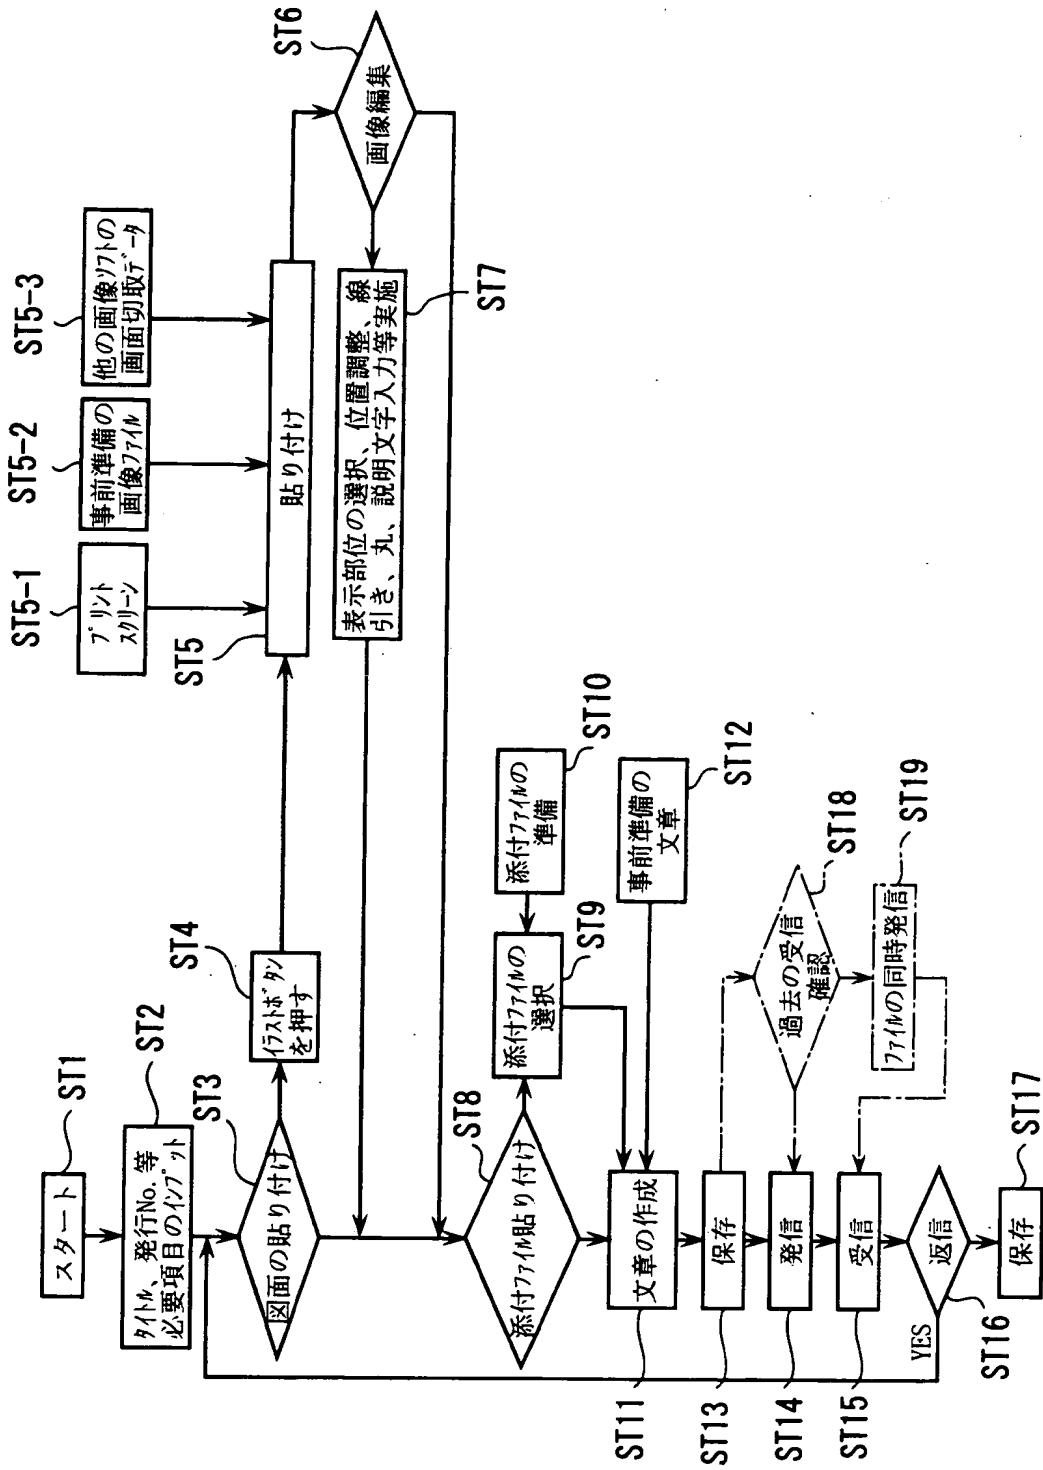 ST1
スタート
ST2
タイトル、発行No.等
必要項目のインプット
ST3
図面の貼り付け
ST4
イラストボタン
を押す
ST5
貼り付け
ST5-1
プリント
スクリーン
ST5-2
事前準備の
画像ファイル
ST5-3
他の画像ソフトの
画面切取データ
ST6
画像編集
ST7
表示部位の選択、位置調整、線
引き、丸、説明文字入力等実施
ST8
添付ファイル貼り付け
ST9
添付ファイルの
選択
ST10
添付ファイルの
準備
ST11
文章の作成
ST12
事前準備の
文章
ST13
保存
ST14
発信
ST15
受信
ST16
返信
YES
ST17
保存
ST18
過去の受信
確認
ST19
ファイルの同時発信